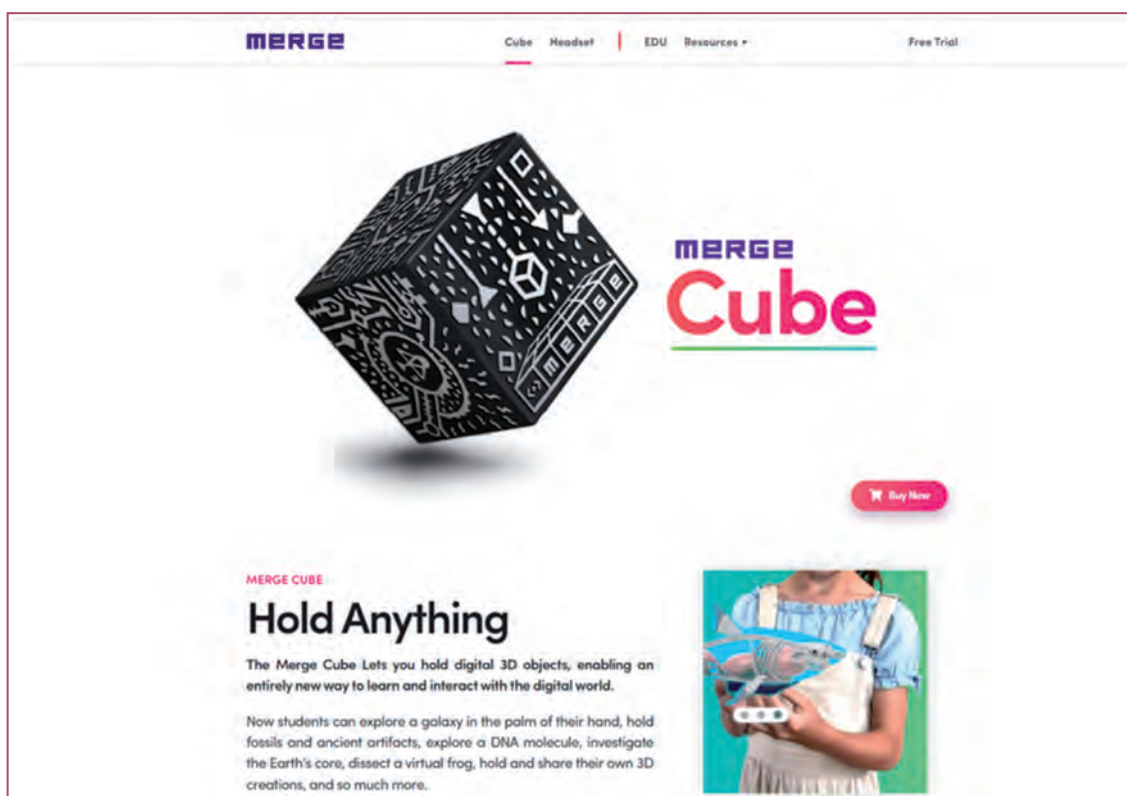 MERGE
Cube Headset EDU Resources Free Trial
MERGE
MERGE
Cube
Buy Now
MERGE CUBE
Hold Anything
The Merge Cube Lets you hold digital 3D objects, enabling an
entirely new way to learn and interact with the digital world.
Now students can explore a galaxy in the palm of their hand, hold
fossils and ancient artifacts, explore a DNA molecule, investigate
the Earth's core, dissect a virtual frog, hold and share their own 3D
creations, and so much more.